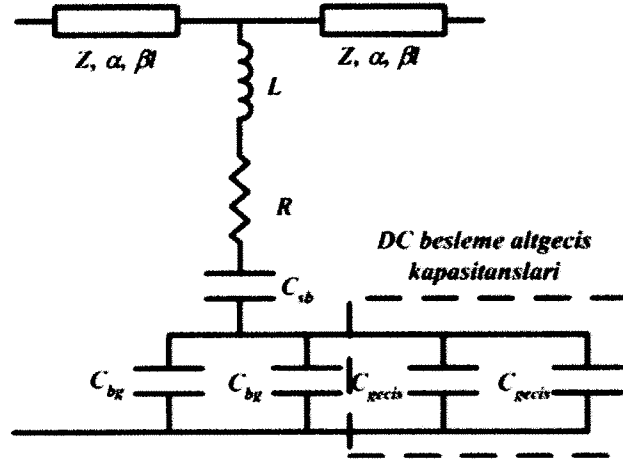 Z, α, βl
Z, α, βl
L
R
DC besleme altgecis
kapasitanslari
C_sb
C_bg
C_bg
C_gecis
C_gecis